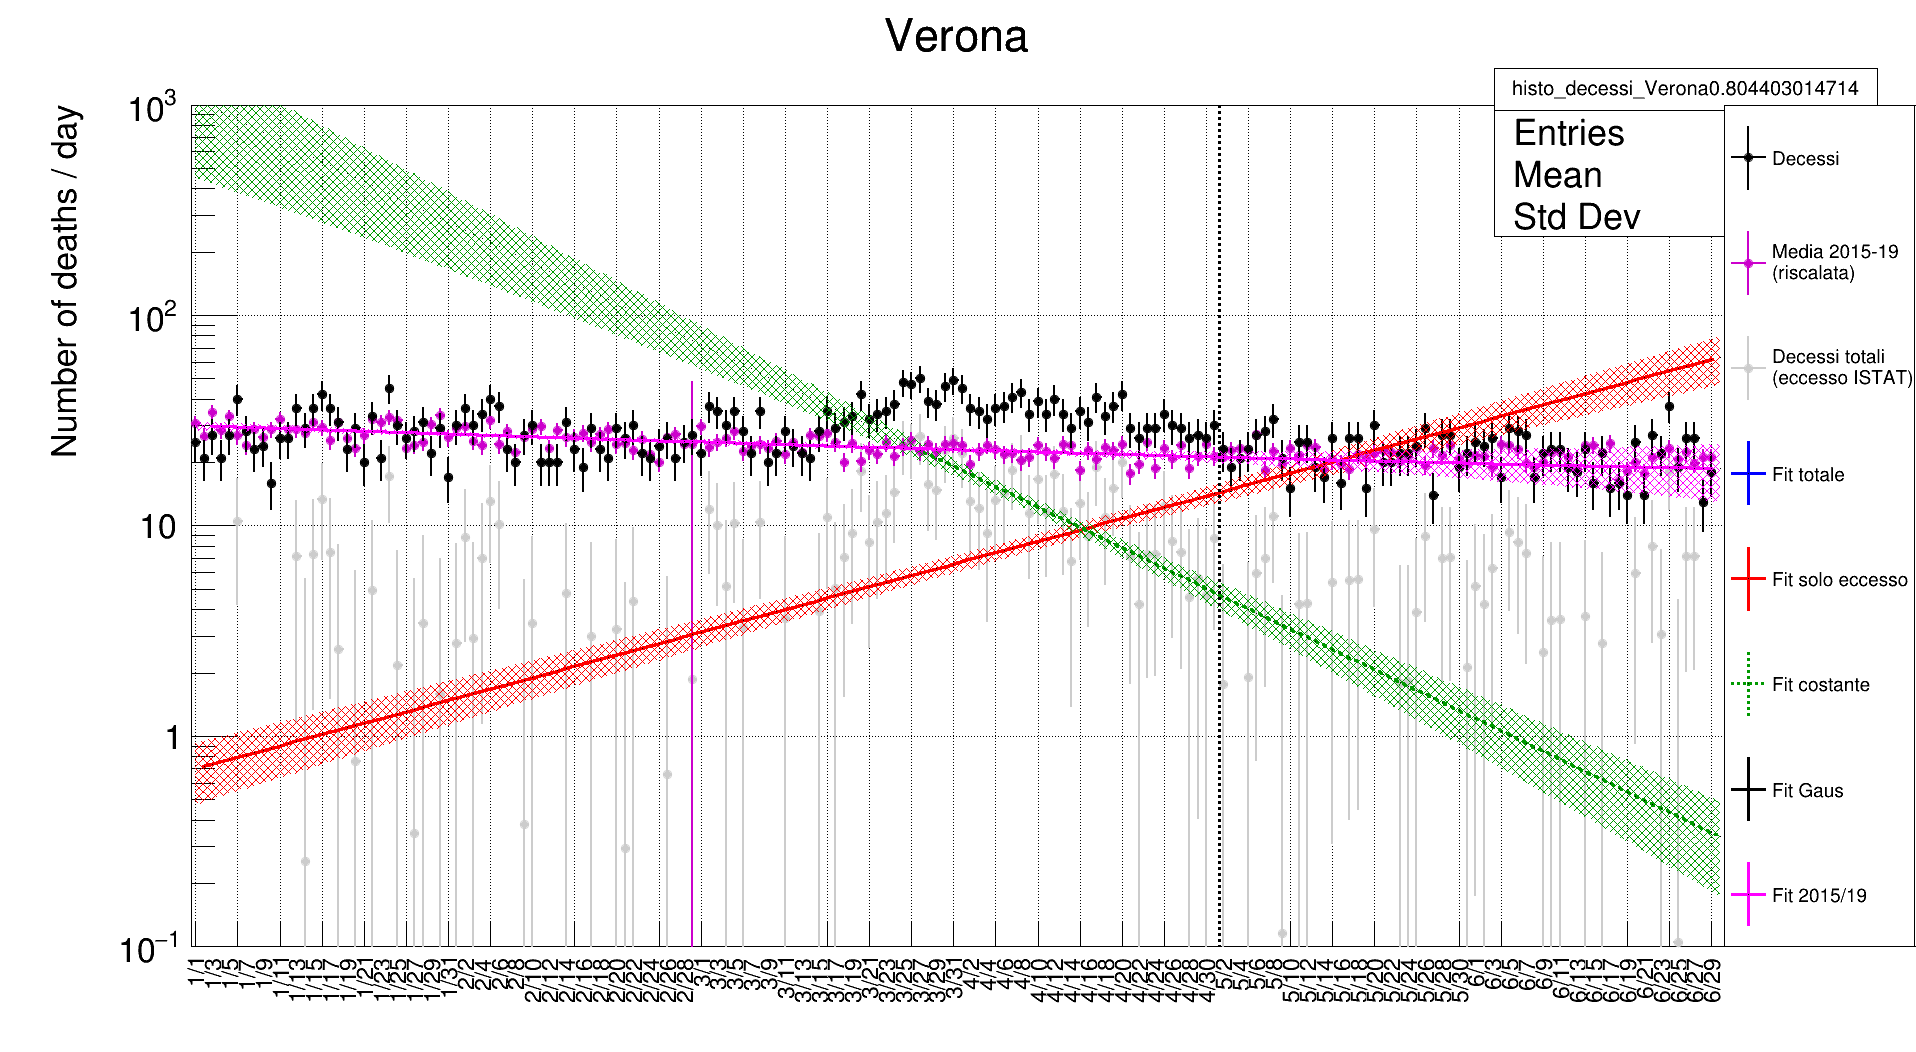 Verona
histo_decessi_Verona0.804403014714
Entries
Mean
Std Dev
Number of deaths / day
10³
10²
10
1
10⁻¹
1/1 1/3 1/5 1/7 1/9 1/11 1/13 1/15 1/17 1/19 1/21 1/23 1/25 1/27 1/29 1/31 2/2 2/4 2/6 2/8 2/10 2/12 2/14 2/16 2/18 2/20 2/22 2/24 2/26 2/28 3/1 3/3 3/5 3/7 3/9 3/11 3/13 3/15 3/17 3/19 3/21 3/23 3/25 3/27 3/29 3/31 4/2 4/4 4/6 4/8 4/10 4/12 4/14 4/16 4/18 4/20 4/22 4/24 4/26 4/28 4/30 5/2 5/4 5/6 5/8 5/10 5/12 5/14 5/16 5/18 5/20 5/22 5/24 5/26 5/28 5/30 6/1 6/3 6/5 6/7 6/9 6/11 6/13 6/15 6/17 6/19 6/21 6/23 6/25 6/27 6/29
Decessi
Media 2015-19
(riscalata)
Decessi totali
(eccesso ISTAT)
Fit totale
Fit solo eccesso
Fit costante
Fit Gaus
Fit 2015/19